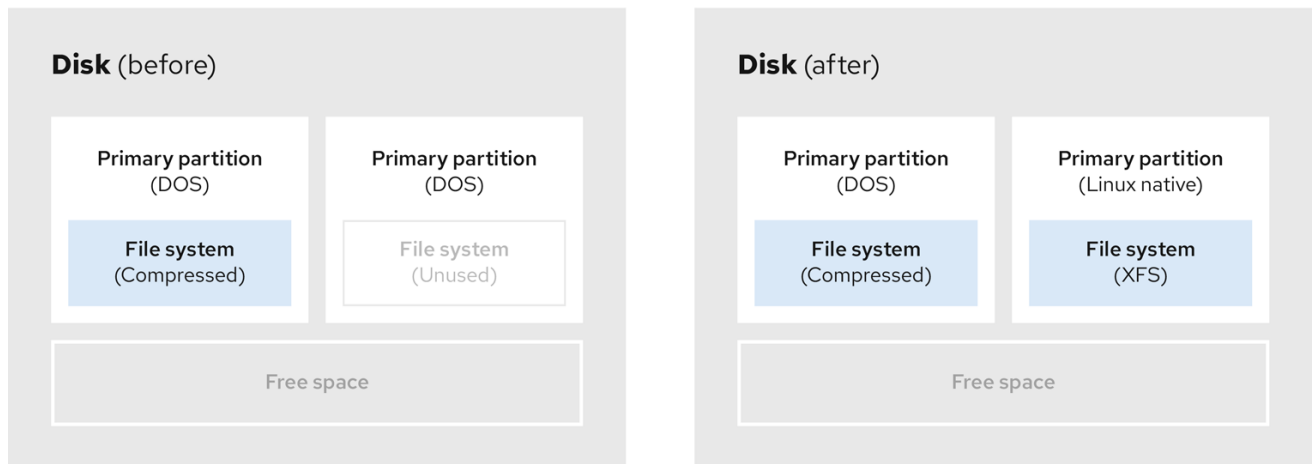 Disk (before)
Primary partition
(DOS)
File system
(Compressed)
Primary partition
(DOS)
File system
(Unused)
Free space
Disk (after)
Primary partition
(DOS)
File system
(Compressed)
Primary partition
(Linux native)
File system
(XFS)
Free space